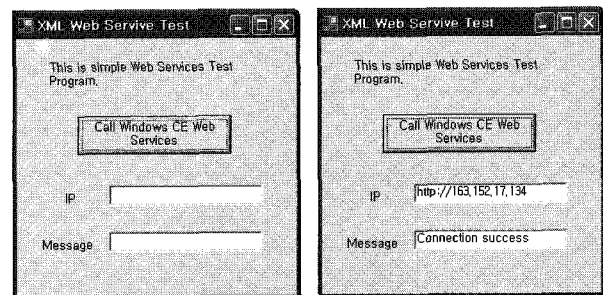 XML Web Servive Test
This is simple Web Services Test
Program.
Call Windows CE Web
Services
IP
Message
XML Web Servive Test
This is simple Web Services Test
Program.
Call Windows CE Web
Services
IP http://163.152.17.134
Message Connection success